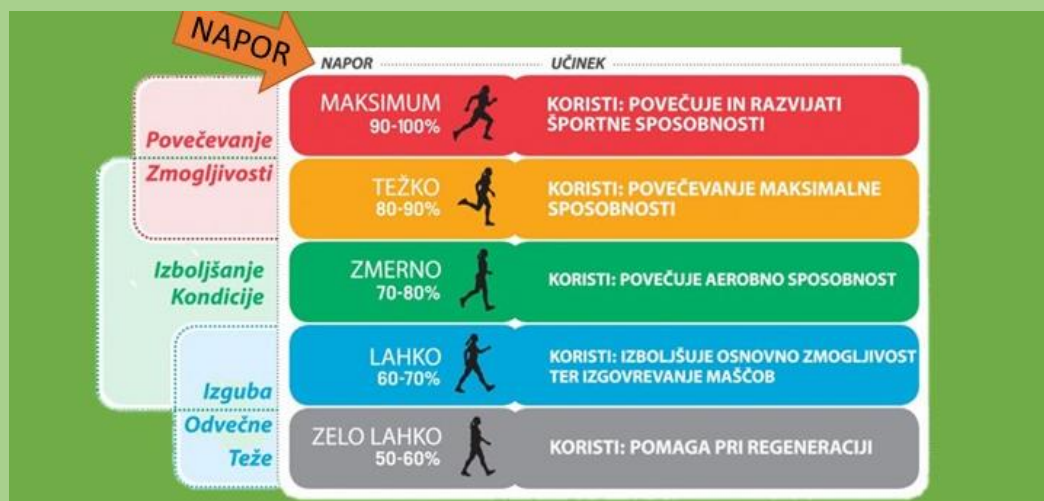 NAPOR
NAPOR
UČINEK
MAKSIMUM
90-100%
KORISTI: POVEČUJE IN RAZVIJATI
ŠPORTNE SPOSOBNOSTI
Povečevanje
Zmogljivosti
TEŽKO
80-90%
KORISTI: POVEČEVANJE MAKSIMALNE
SPOSOBNOSTI
Izboljšanje
Kondicije
ZMERNO
70-80%
KORISTI: POVEČUJE AEROBNO SPOSOBNOST
LAHKO
60-70%
KORISTI: IZBOLJŠUJE OSNOVNO ZMOGLJIVOST
TER IZGOVREVANJE MAŠČOB
Izguba
Odvečne
Teže
ZELO LAHKO
50-60%
KORISTI: POMAGA PRI REGENERACIJI